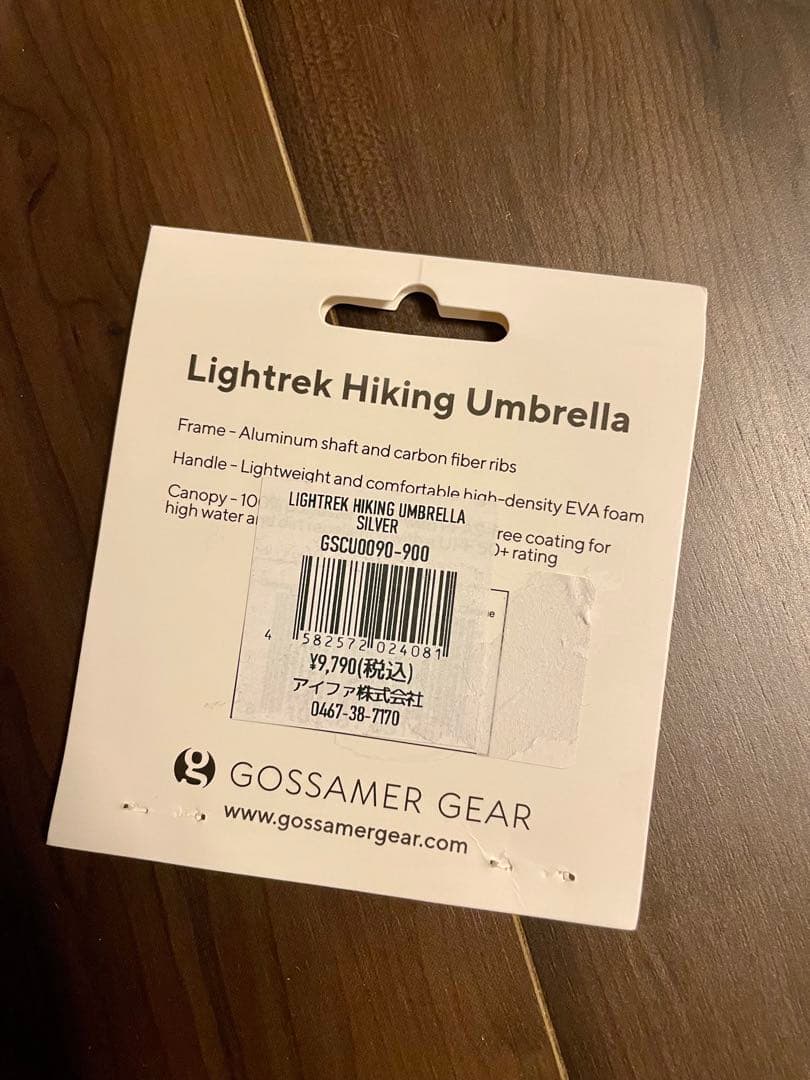 Lightrek Hiking Umbrella
Frame - Aluminum shaft and carbon fiber ribs
Handle - Lightweight and comfortable high-density EVA foam
Canopy - 10 ree coating for
high water a 0+ rating
LIGHTREK HIKING UMBRELLA
SILVER
GSCU0090-900
4 582572 024081
¥9,790(税込)
アイファ株式会社
0467-38-7170
g GOSSAMER GEAR
www.gossamergear.com